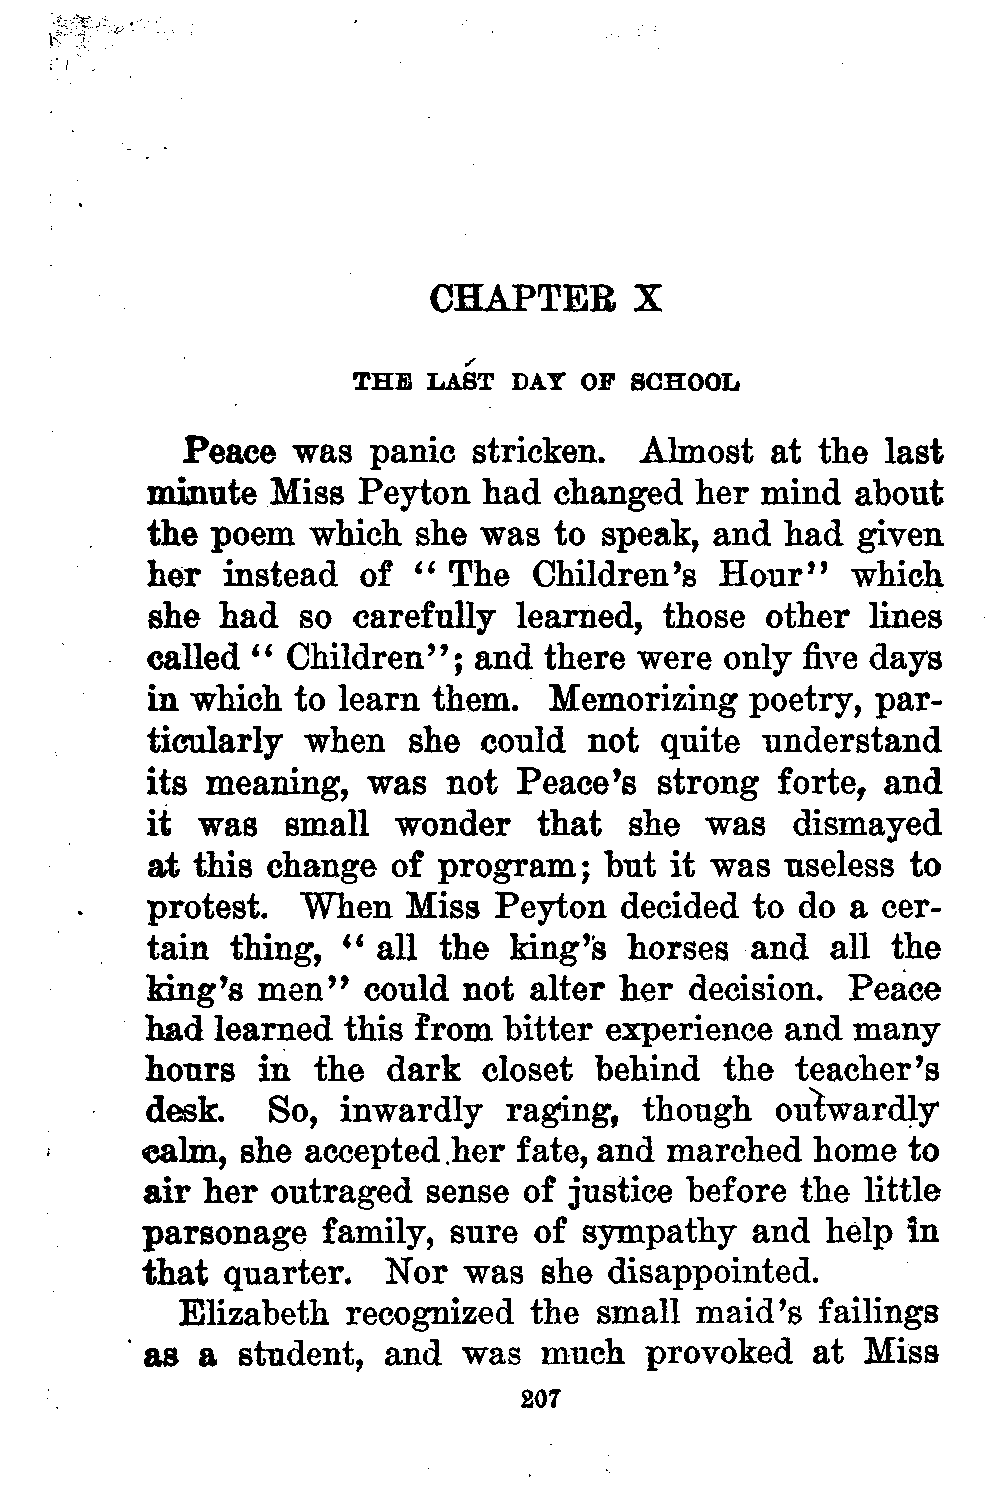 CHAPTER X
THE LAST DAY OF SCHOOL
Peace was panic stricken. Almost at the last
minute Miss Peyton had changed her mind about
the poem which she was to speak, and had given
her instead of “ The Children’s Hour” which
she had so carefully learned, those other lines
called “ Children”; and there were only five days
in which to learn them. Memorizing poetry, par-
ticularly when she could not quite understand
its meaning, was not Peace’s strong forte, and
it was small wonder that she was dismayed
at this change of program; but it was useless to
protest. When Miss Peyton decided to do a cer-
tain thing, “ all the king’s horses and all the
king’s men” could not alter her decision. Peace
had learned this from bitter experience and many
hours in the dark closet behind the teacher’s
desk. So, inwardly raging, though outwardly
calm, she accepted her fate, and marched home to
air her outraged sense of justice before the little
parsonage family, sure of sympathy and help in
that quarter. Nor was she disappointed.
Elizabeth recognized the small maid’s failings
as a student, and was much provoked at Miss
207